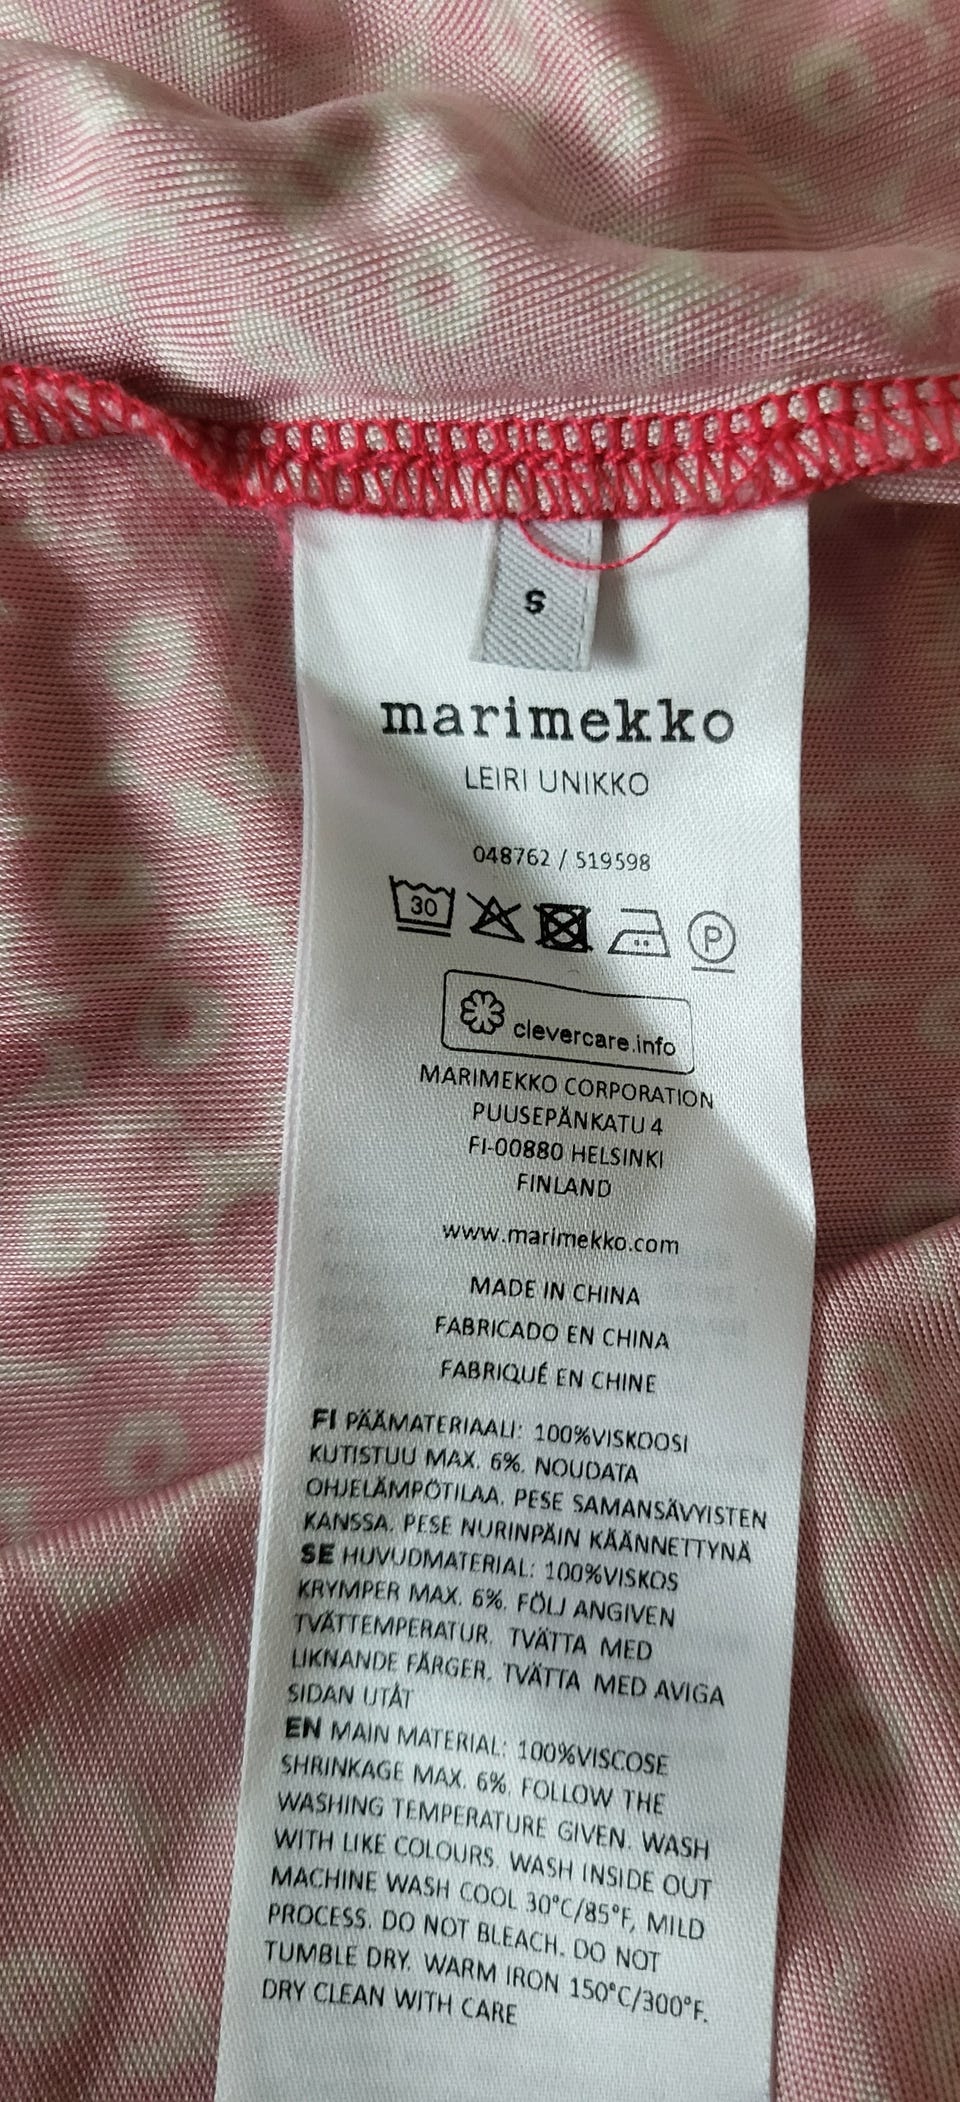 S
marimekko
LEIRI UNIKKO
048762 / 519598
30
P
clevercare.info
MARIMEKKO CORPORATION
PUUSEPÄNKATU 4
FI-00880 HELSINKI
FINLAND
www.marimekko.com
MADE IN CHINA
FABRICADO EN CHINA
FABRIQUÉ EN CHINE
FI PÄÄMATERIAALI: 100%VISKOOSI
KUTISTUU MAX. 6%. NOUDATA
OHJELÄMPÖTILAA. PESE SAMANSÄVYISTEN
KANSSA. PESE NURINPÄIN KÄÄNNETTYNÄ
SE HUVUDMATERIAL: 100%VISKOS
KRYMPER MAX. 6%. FÖLJ ANGIVEN
TVÄTTEMPERATUR. TVÄTTA MED
LIKNANDE FÄRGER. TVÄTTA MED AVIGA
SIDAN UTÅT
EN MAIN MATERIAL: 100%VISCOSE
SHRINKAGE MAX. 6%. FOLLOW THE
WASHING TEMPERATURE GIVEN. WASH
WITH LIKE COLOURS. WASH INSIDE OUT
MACHINE WASH COOL 30°C/85°F, MILD
PROCESS. DO NOT BLEACH. DO NOT
TUMBLE DRY. WARM IRON 150°C/300°F.
DRY CLEAN WITH CARE